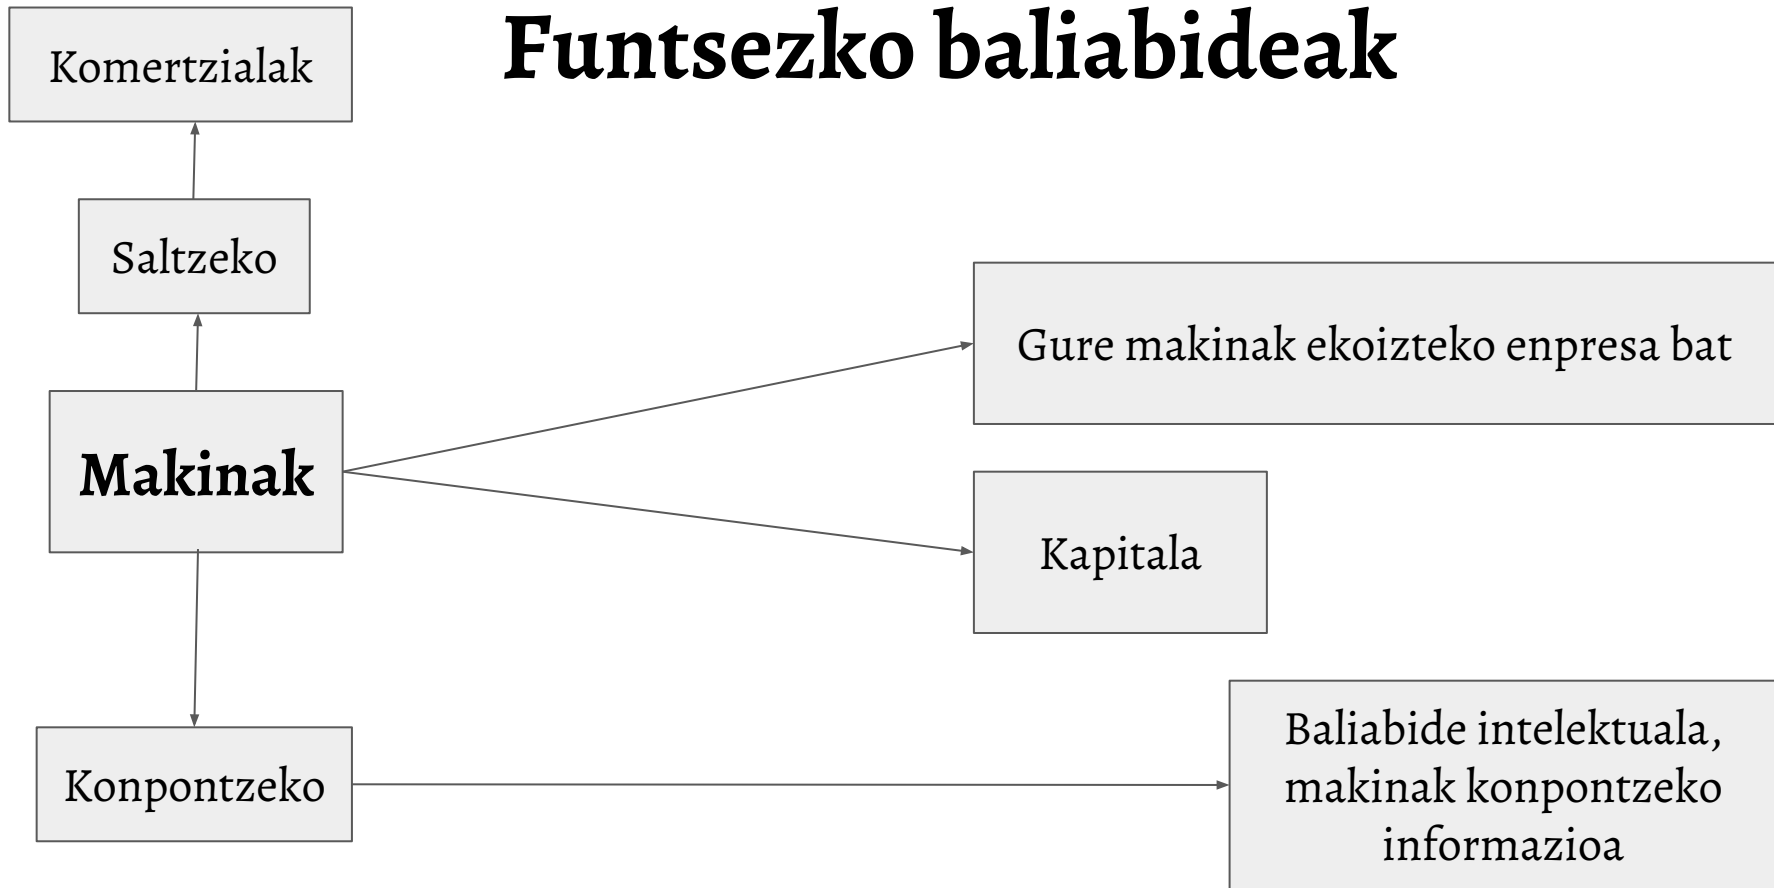 Funtsezko baliabideak
Komertzialak
Saltzeko
Gure makinak ekoizteko enpresa bat
Makinak
Kapitala
Konpontzeko
Baliabide intelektuala,
makinak konpontzeko
informazioa